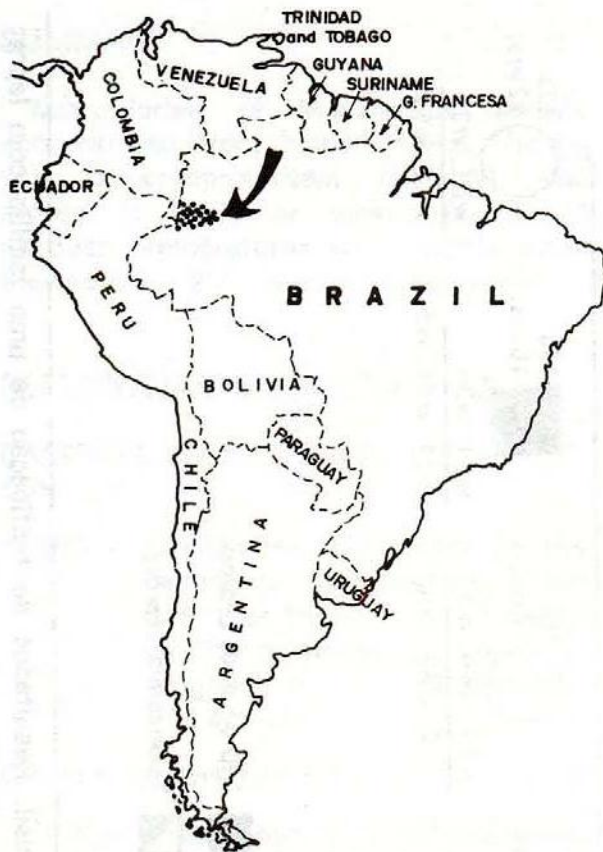 TRINIDAD
and TOBAGO
GUYANA
VENEZUELA
SURINAME
G. FRANCESA
COLOMBIA
ECUADOR
PERU
BRAZIL
BOLIVIA
PARAGUAY
CHILE
ARGENTINA
URUGUAY